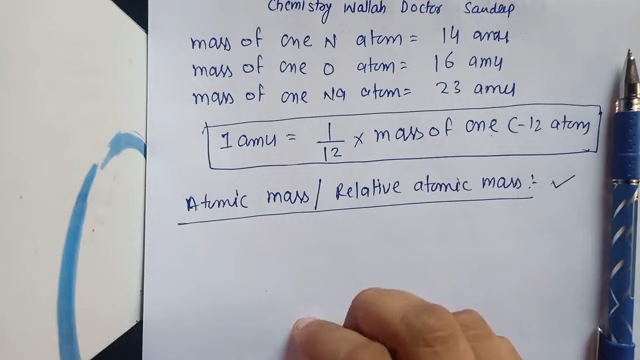 Chemistry Wallah Doctor Sandeep
mass of one N atom = 14 amu
mass of one O atom = 16 amu
mass of one Na atom = 23 amu
1 amu = 1/12 × mass of one C-12 atom
Atomic mass / Relative atomic mass :- ✓